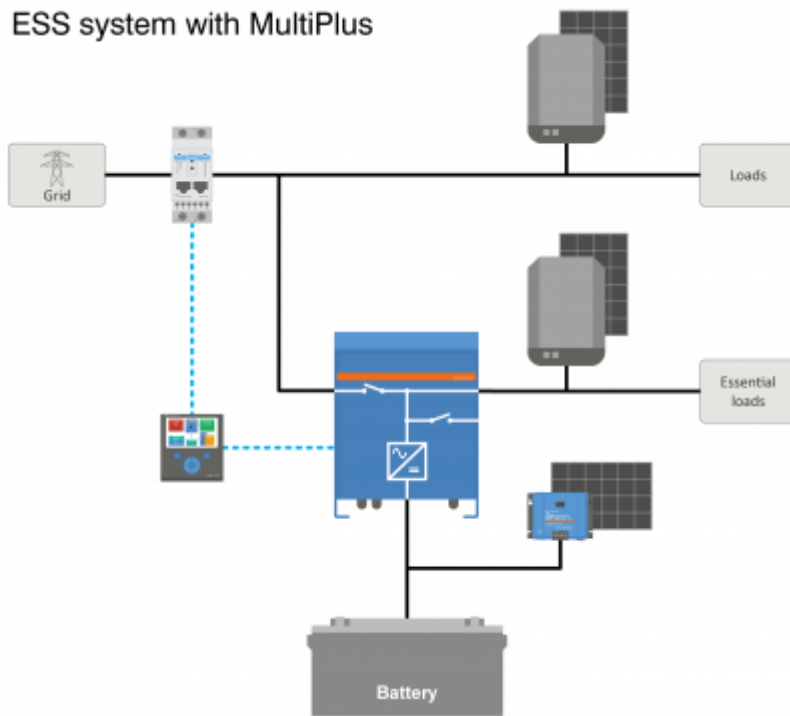 ESS system with MultiPlus
Grid
Loads
Essential
loads
Battery